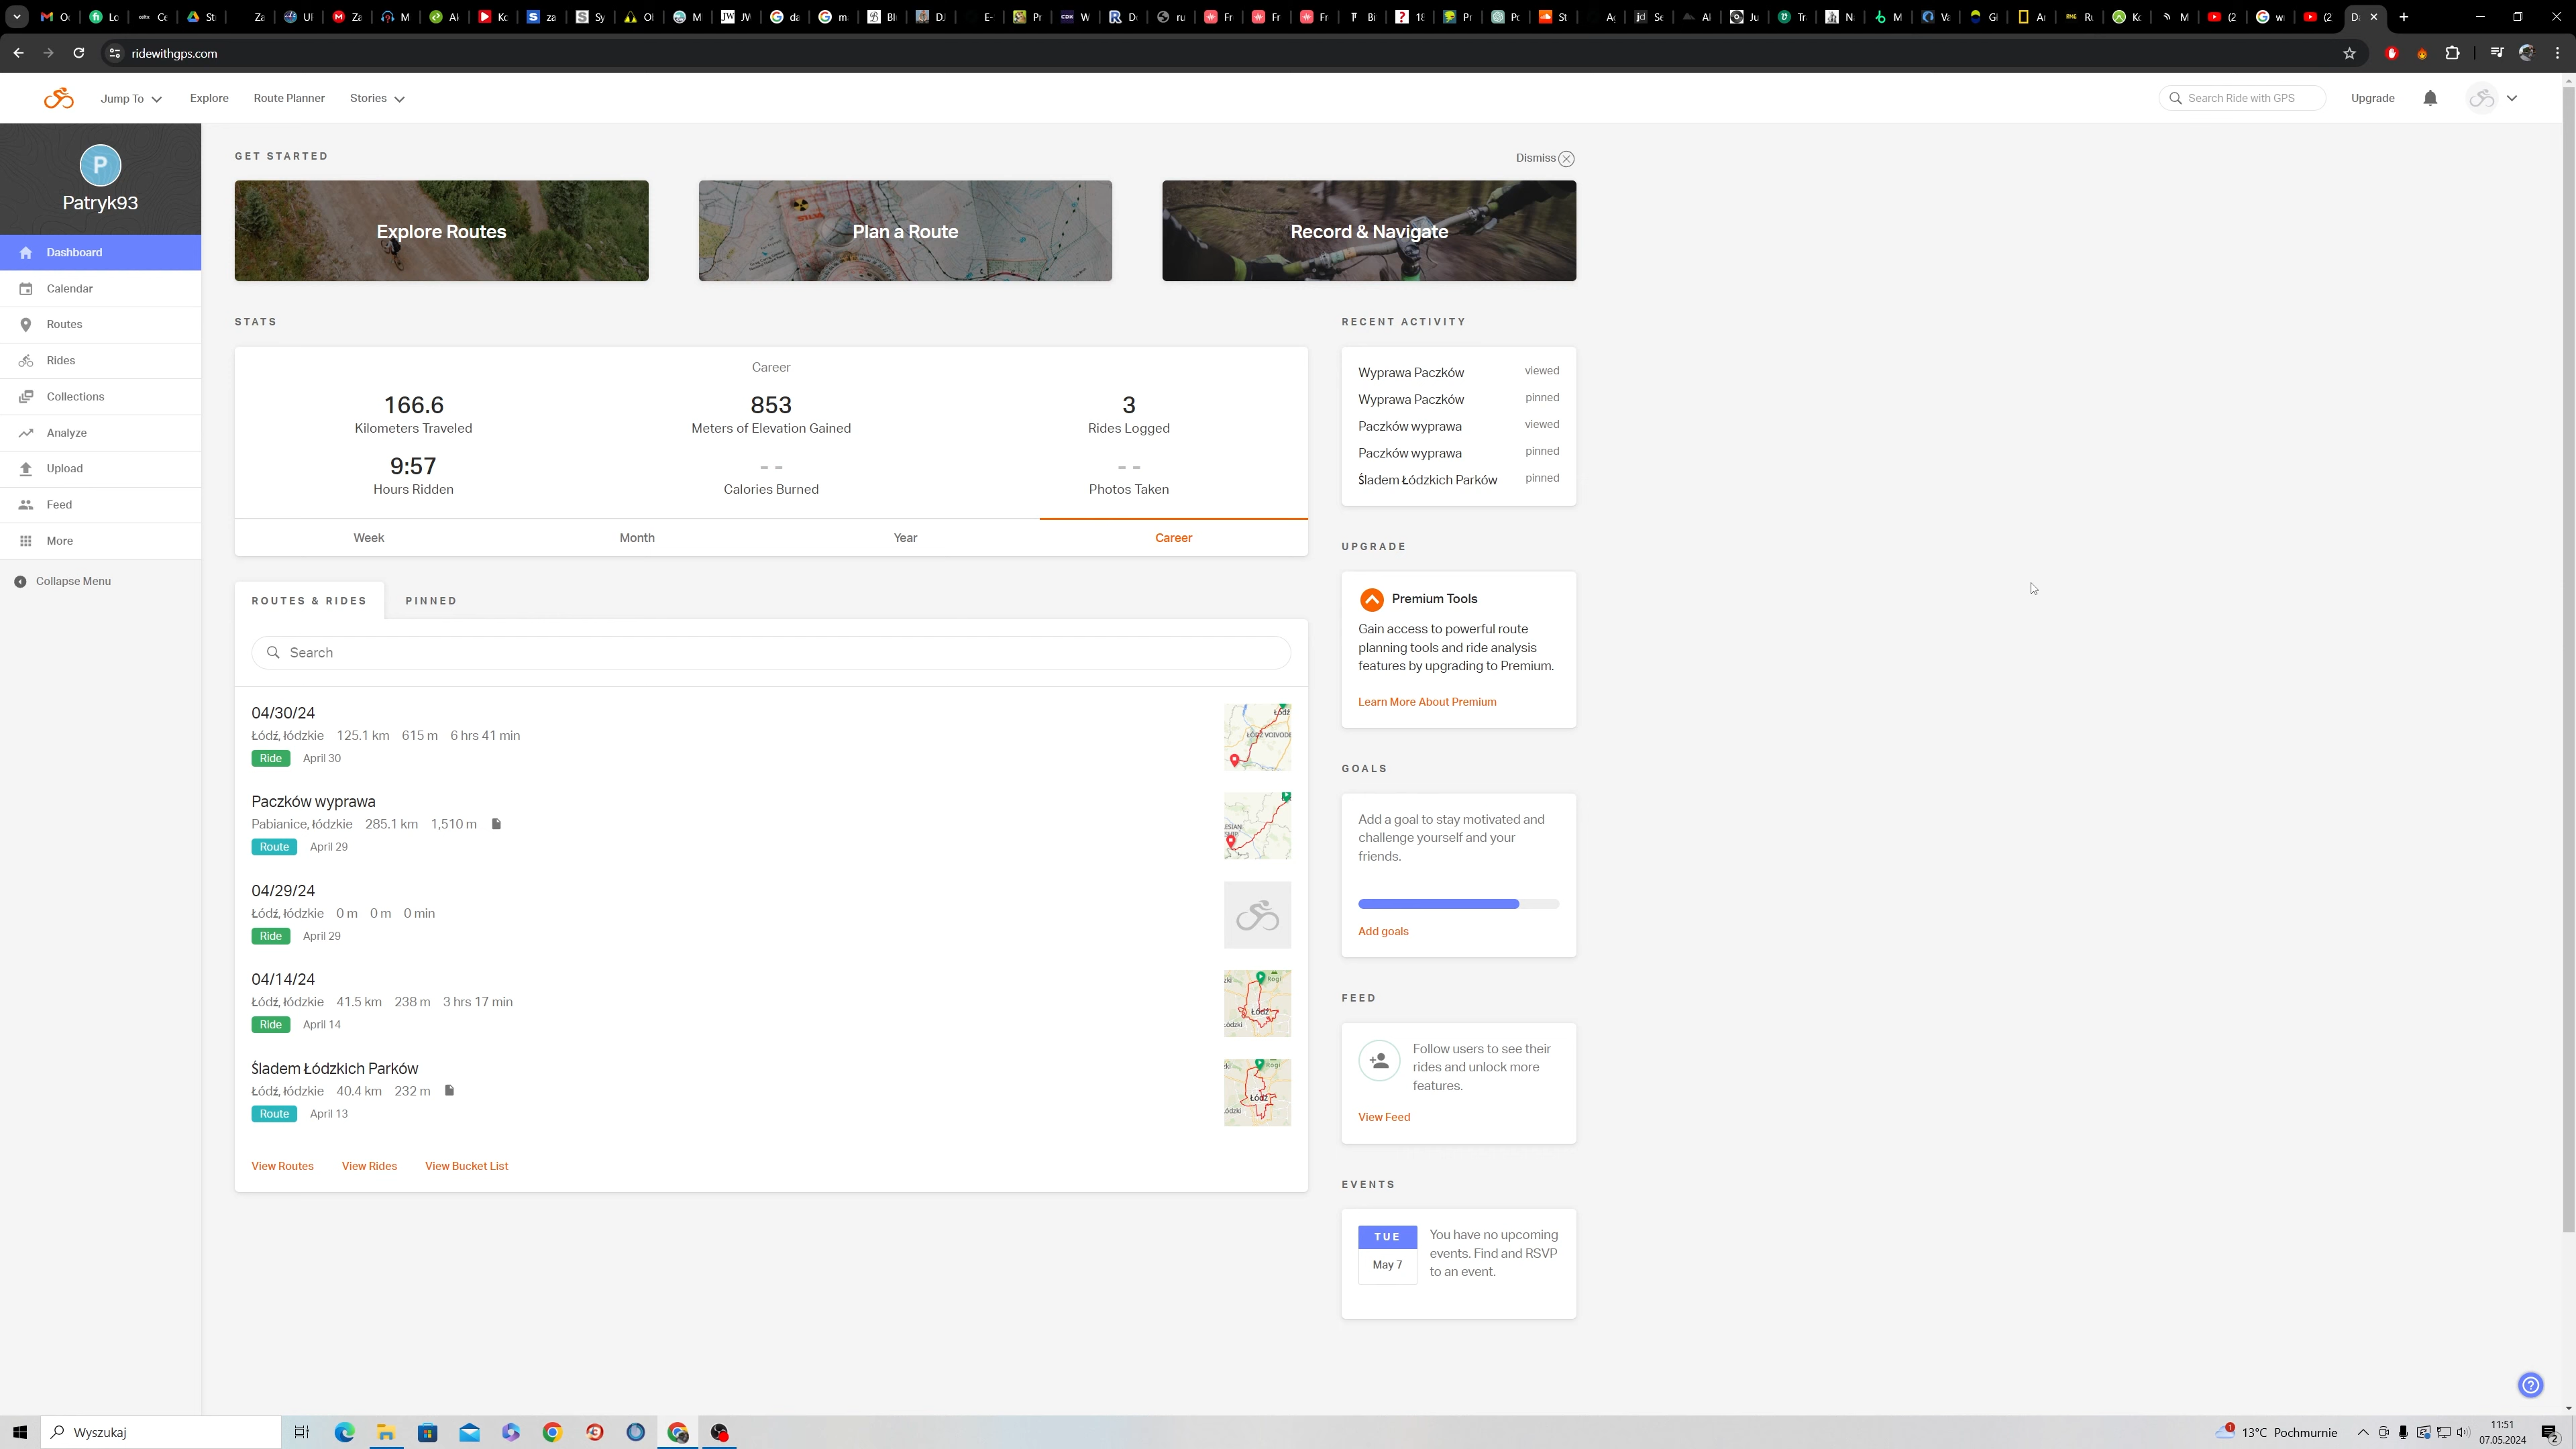 ridewithgps.com
Jump To
Explore
Route Planner
Stories
Search Ride with GPS
Upgrade
P
Patryk93
Dashboard
Calendar
Routes
Rides
Collections
Analyze
Upload
Feed
More
Collapse Menu
GET STARTED
Dismiss
Explore Routes
Plan a Route
Record & Navigate
STATS
Career
166.6
Kilometers Traveled
853
Meters of Elevation Gained
3
Rides Logged
9:57
Hours Ridden
- -
Calories Burned
- -
Photos Taken
Week
Month
Year
Career
ROUTES & RIDES
PINNED
Search
04/30/24
Łódź, łódzkie 125.1 km 615 m 6 hrs 41 min
Ride April 30
Paczków wyprawa
Pabianice, łódzkie 285.1 km 1,510 m
Route April 29
04/29/24
Łódź, łódzkie 0 m 0 m 0 min
Ride April 29
04/14/24
Łódź, łódzkie 41.5 km 238 m 3 hrs 17 min
Ride April 14
Śladem Łódzkich Parków
Łódź, łódzkie 40.4 km 232 m
Route April 13
View Routes
View Rides
View Bucket List
RECENT ACTIVITY
Wyprawa Paczków viewed
Wyprawa Paczków pinned
Paczków wyprawa viewed
Paczków wyprawa pinned
Śladem Łódzkich Parków pinned
UPGRADE
Premium Tools
Gain access to powerful route
planning tools and ride analysis
features by upgrading to Premium.
Learn More About Premium
GOALS
Add a goal to stay motivated and
challenge yourself and your
friends.
Add goals
FEED
Follow users to see their
rides and unlock more
features.
View Feed
EVENTS
TUE
May 7
You have no upcoming
events. Find and RSVP
to an event.
Wyszukaj
13°C Pochmurnie
11:51
07.05.2024